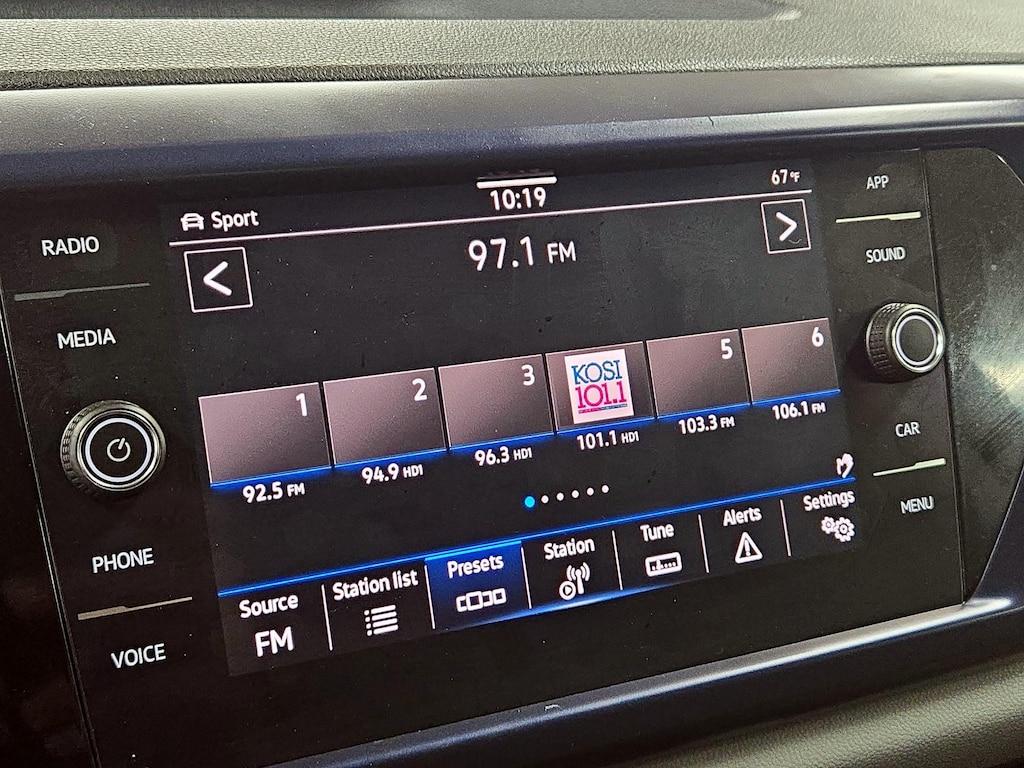 Sport
10:19
67°F
97.1 FM
1
2
3
KOSI
101.1
5
6
92.5 FM
94.9 HD1
96.3 HD1
101.1 HD1
103.3 FM
106.1 FM
Source
FM
Station list
Presets
Station
Tune
Alerts
Settings
RADIO
MEDIA
PHONE
VOICE
APP
SOUND
CAR
MENU